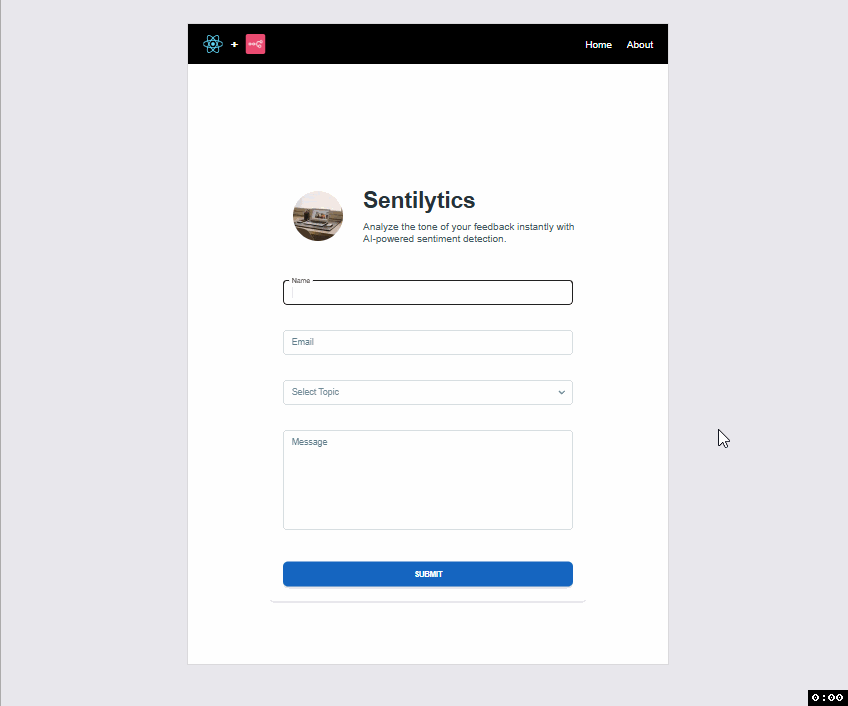 +
Home About
Sentilytics
Analyze the tone of your feedback instantly with
AI-powered sentiment detection.
Name
Email
Select Topic
Message
SUBMIT
0:00